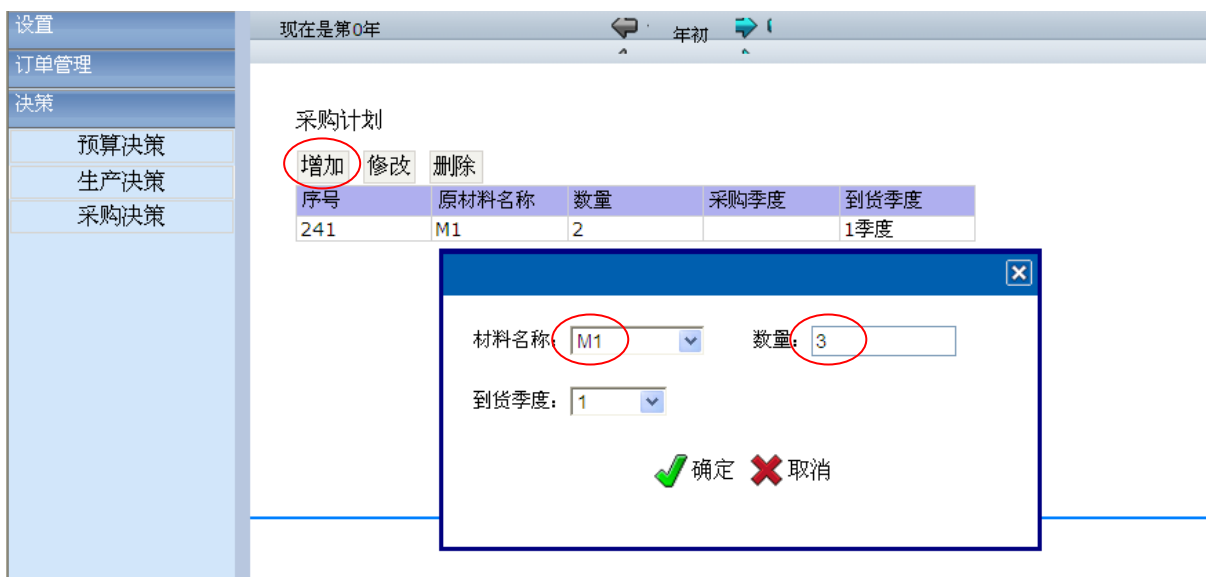 设置
现在是第0年
年初
订单管理
决策
预算决策
生产决策
采购决策
采购计划
增加 修改 删除
序号 原材料名称 数量 采购季度 到货季度
241 M1 2 1季度
材料名称: M1 数量: 3
到货季度: 1
确定 取消